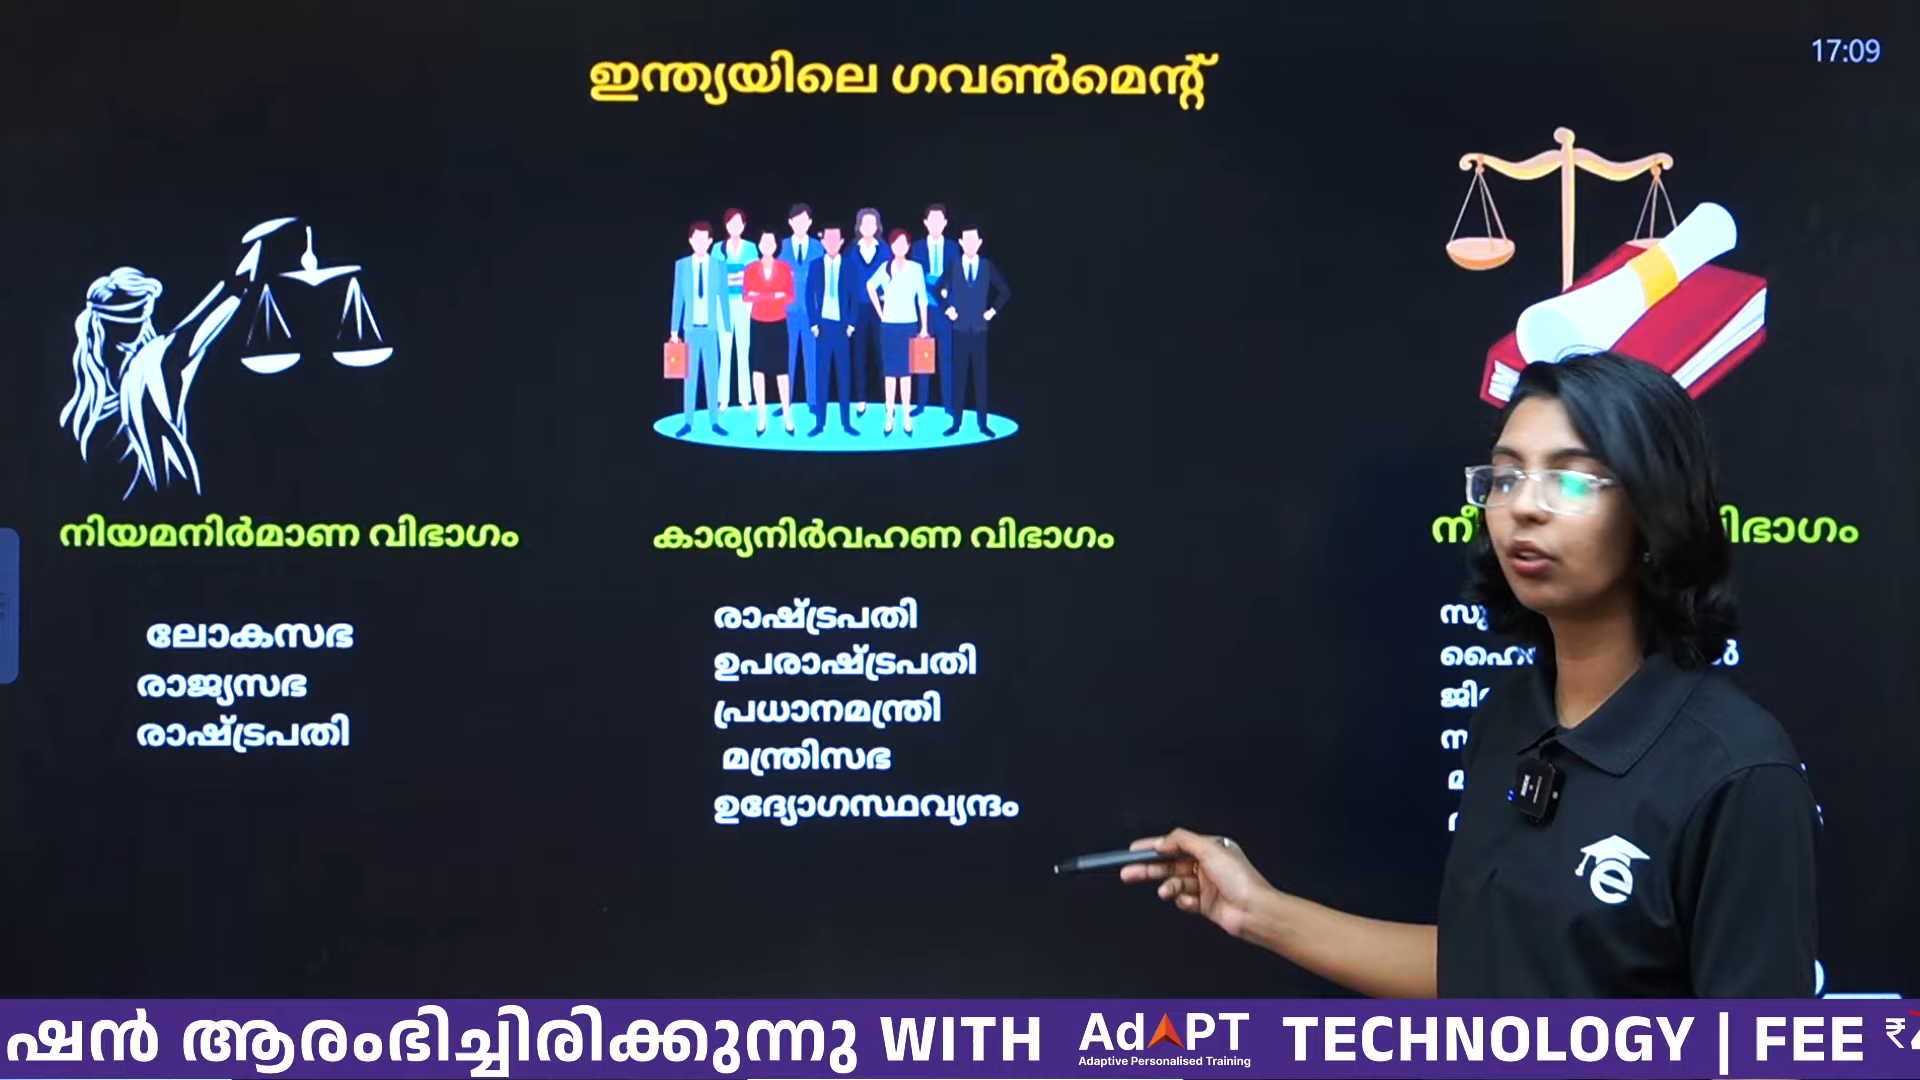 17:09
ഇന്ത്യയിലെ ഗവൺമെന്റ്
നിയമനിർമാണ വിഭാഗം
ലോകസഭ
രാജ്യസഭ
രാഷ്ട്രപതി
കാര്യനിർവഹണ വിഭാഗം
രാഷ്ട്രപതി
ഉപരാഷ്ട്രപതി
പ്രധാനമന്ത്രി
മന്ത്രിസഭ
ഉദ്യോഗസ്ഥവ്യന്ദം
വിഭാഗം
e
ആരംഭിച്ചിരിക്കുന്നു WITH AdAPT TECHNOLOGY | FEE ₹
Adaptive Personalised Training